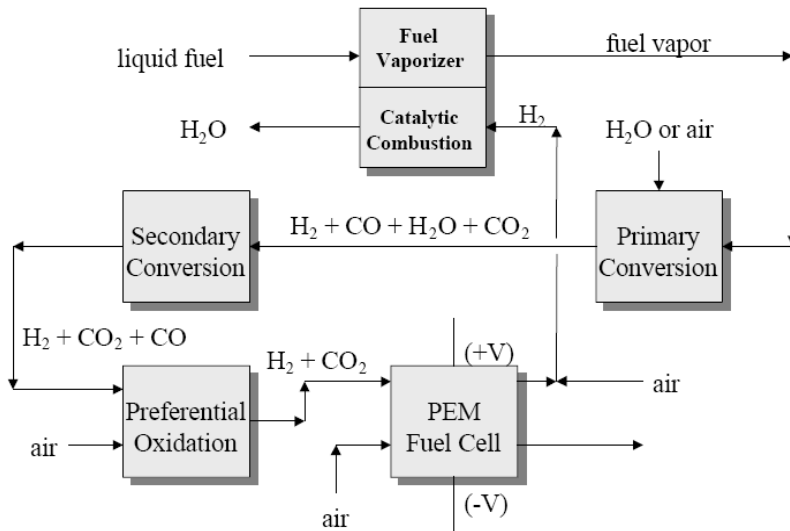 Fuel
Vaporizer
liquid fuel
fuel vapor
Catalytic
Combustion
H₂O
H₂
H₂O or air
Secondary
Conversion
H₂ + CO + H₂O + CO₂
Primary
Conversion
H₂ + CO₂ + CO
H₂ + CO₂
(+V)
air
Preferential
Oxidation
PEM
Fuel Cell
air
air
(-V)